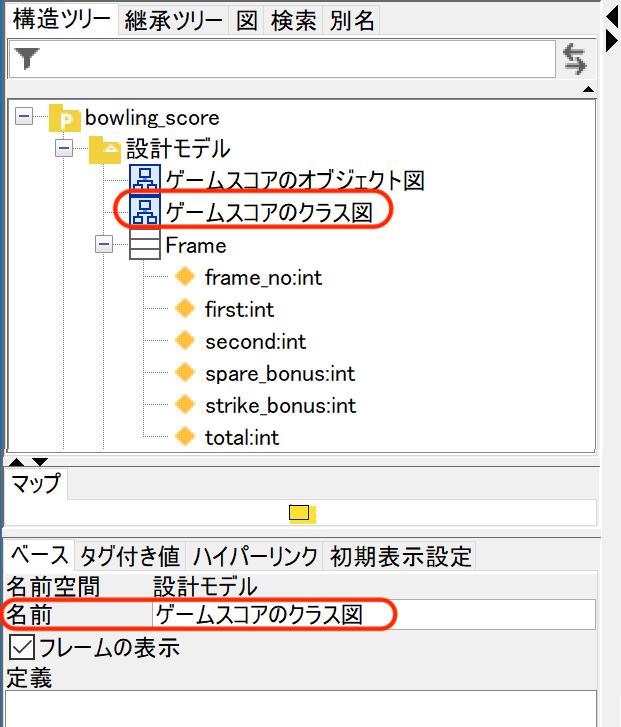 構造ツリー 継承ツリー 図 検索 別名
bowling_score
設計モデル
ゲームスコアのオブジェクト図
ゲームスコアのクラス図
Frame
frame_no:int
first:int
second:int
spare_bonus:int
strike_bonus:int
total:int
マップ
ベース タグ付き値 ハイパーリンク 初期表示設定
名前空間 設計モデル
名前 ゲームスコアのクラス図
フレームの表示
定義